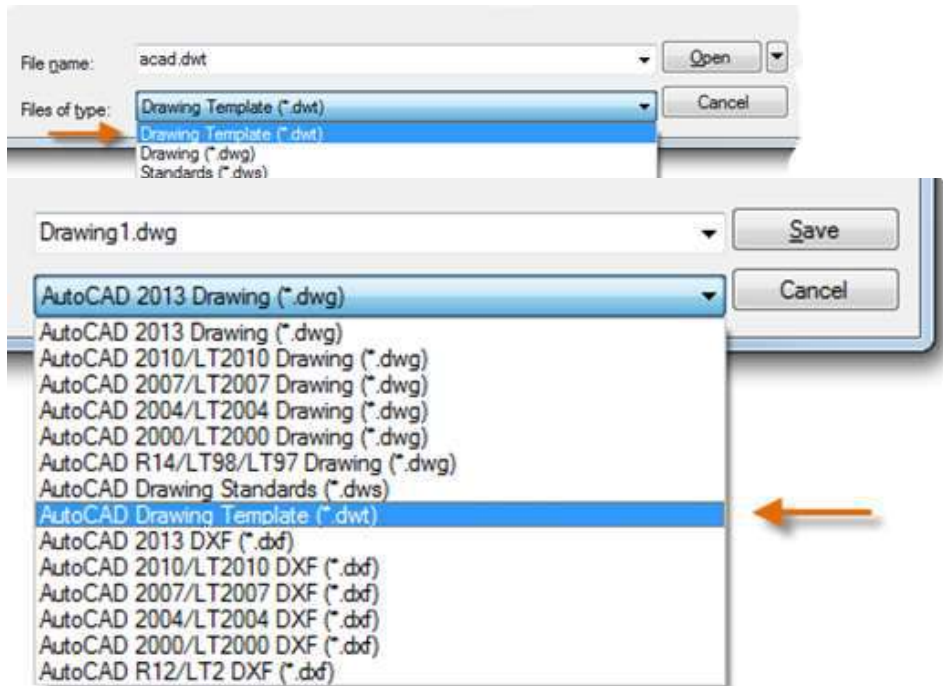 File name: acad.dwt Open
Files of type: Drawing Template (*.dwt) Cancel
Drawing Template (*.dwt)
Drawing (*.dwg)
Standards (*.dws)
Drawing1.dwg Save
AutoCAD 2013 Drawing (*.dwg) Cancel
AutoCAD 2013 Drawing (*.dwg)
AutoCAD 2010/LT2010 Drawing (*.dwg)
AutoCAD 2007/LT2007 Drawing (*.dwg)
AutoCAD 2004/LT2004 Drawing (*.dwg)
AutoCAD 2000/LT2000 Drawing (*.dwg)
AutoCAD R14/LT98/LT97 Drawing (*.dwg)
AutoCAD Drawing Standards (*.dws)
AutoCAD Drawing Template (*.dwt)
AutoCAD 2013 DXF (*.dxf)
AutoCAD 2010/LT2010 DXF (*.dxf)
AutoCAD 2007/LT2007 DXF (*.dxf)
AutoCAD 2004/LT2004 DXF (*.dxf)
AutoCAD 2000/LT2000 DXF (*.dxf)
AutoCAD R12/LT2 DXF (*.dxf)